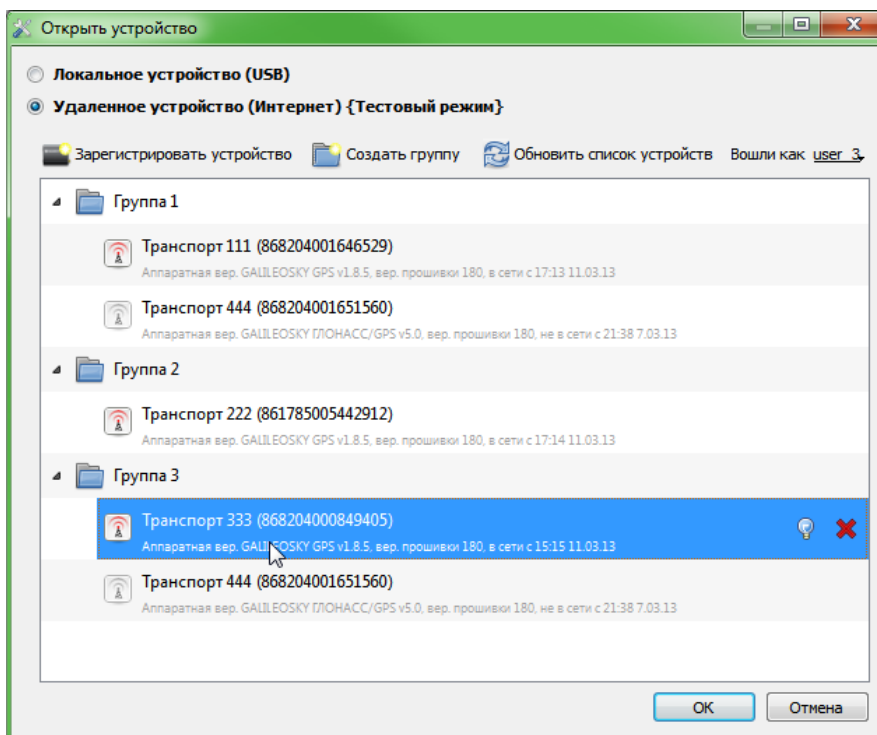 Открыть устройство
Локальное устройство (USB)
Удаленное устройство (Интернет) {Тестовый режим}
Зарегистрировать устройство Создать группу Обновить список устройств Вошли как user_3
Группа 1
Транспорт 111 (868204001646529)
Аппаратная вер. GALILEOSKY GPS v1.8.5, вер. прошивки 180, в сети с 17:13 11.03.13
Транспорт 444 (868204001651560)
Аппаратная вер. GALILEOSKY ГЛОНАСС/GPS v5.0, вер. прошивки 180, не в сети с 21:38 7.03.13
Группа 2
Транспорт 222 (861785005442912)
Аппаратная вер. GALILEOSKY GPS v1.8.5, вер. прошивки 180, в сети с 17:14 11.03.13
Группа 3
Транспорт 333 (868204000849405)
Аппаратная вер. GALILEOSKY GPS v1.8.5, вер. прошивки 180, в сети с 15:15 11.03.13
Транспорт 444 (868204001651560)
Аппаратная вер. GALILEOSKY ГЛОНАСС/GPS v5.0, вер. прошивки 180, не в сети с 21:38 7.03.13
ОК Отмена